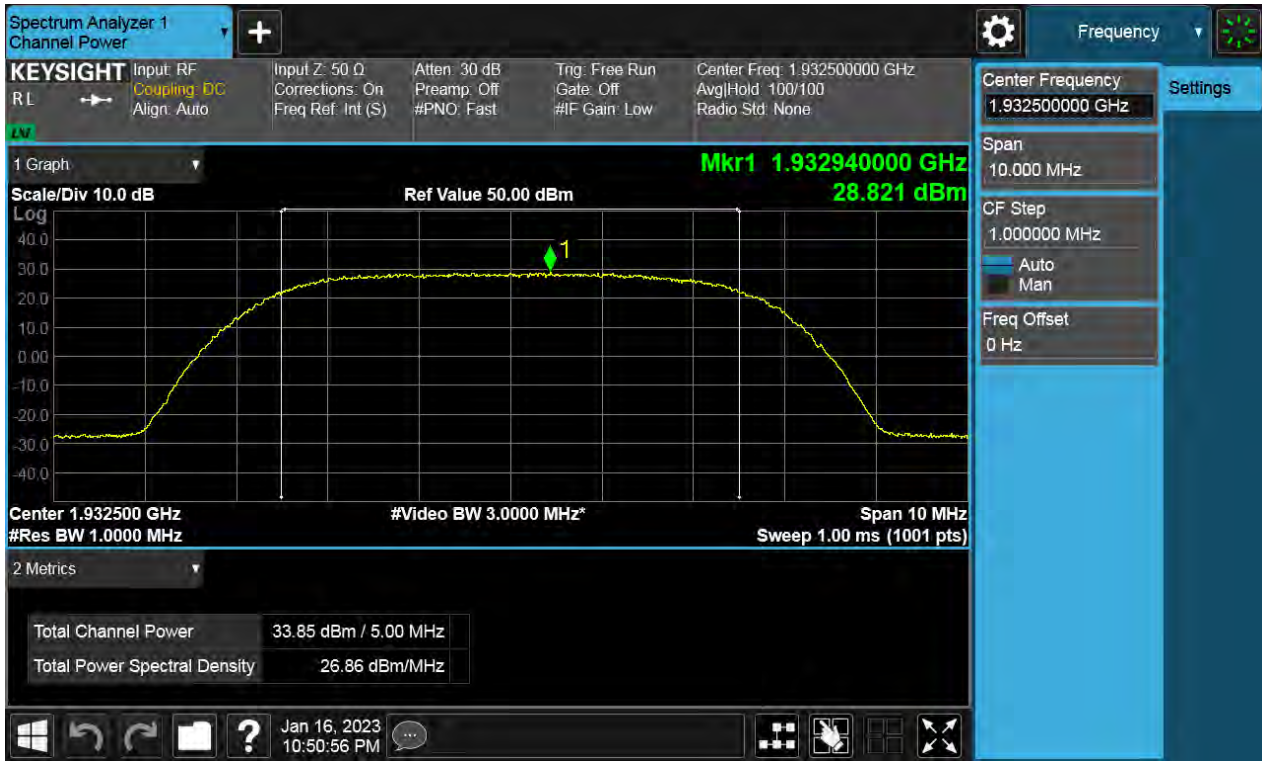 Spectrum Analyzer 1
Channel Power
+
Frequency
KEYSIGHT
RL
LXI
Input: RF
Coupling: DC
Align: Auto
Input Z: 50 Ω
Corrections: On
Freq Ref: Int (S)
Atten: 30 dB
Preamp: Off
#PNO: Fast
Trig: Free Run
Gate: Off
#IF Gain: Low
Center Freq: 1.932500000 GHz
Avg|Hold: 100/100
Radio Std: None
1 Graph
Mkr1 1.932940000 GHz
28.821 dBm
Scale/Div 10.0 dB
Ref Value 50.00 dBm
Log
40.0
30.0
20.0
10.0
0.00
-10.0
-20.0
-30.0
-40.0
1
Center 1.932500 GHz
#Video BW 3.0000 MHz*
Span 10 MHz
#Res BW 1.0000 MHz
Sweep 1.00 ms (1001 pts)
2 Metrics
Total Channel Power 33.85 dBm / 5.00 MHz
Total Power Spectral Density 26.86 dBm/MHz
?
Jan 16, 2023
10:50:56 PM
Center Frequency
1.932500000 GHz
Span
10.000 MHz
CF Step
1.000000 MHz
Auto
Man
Freq Offset
0 Hz
Settings